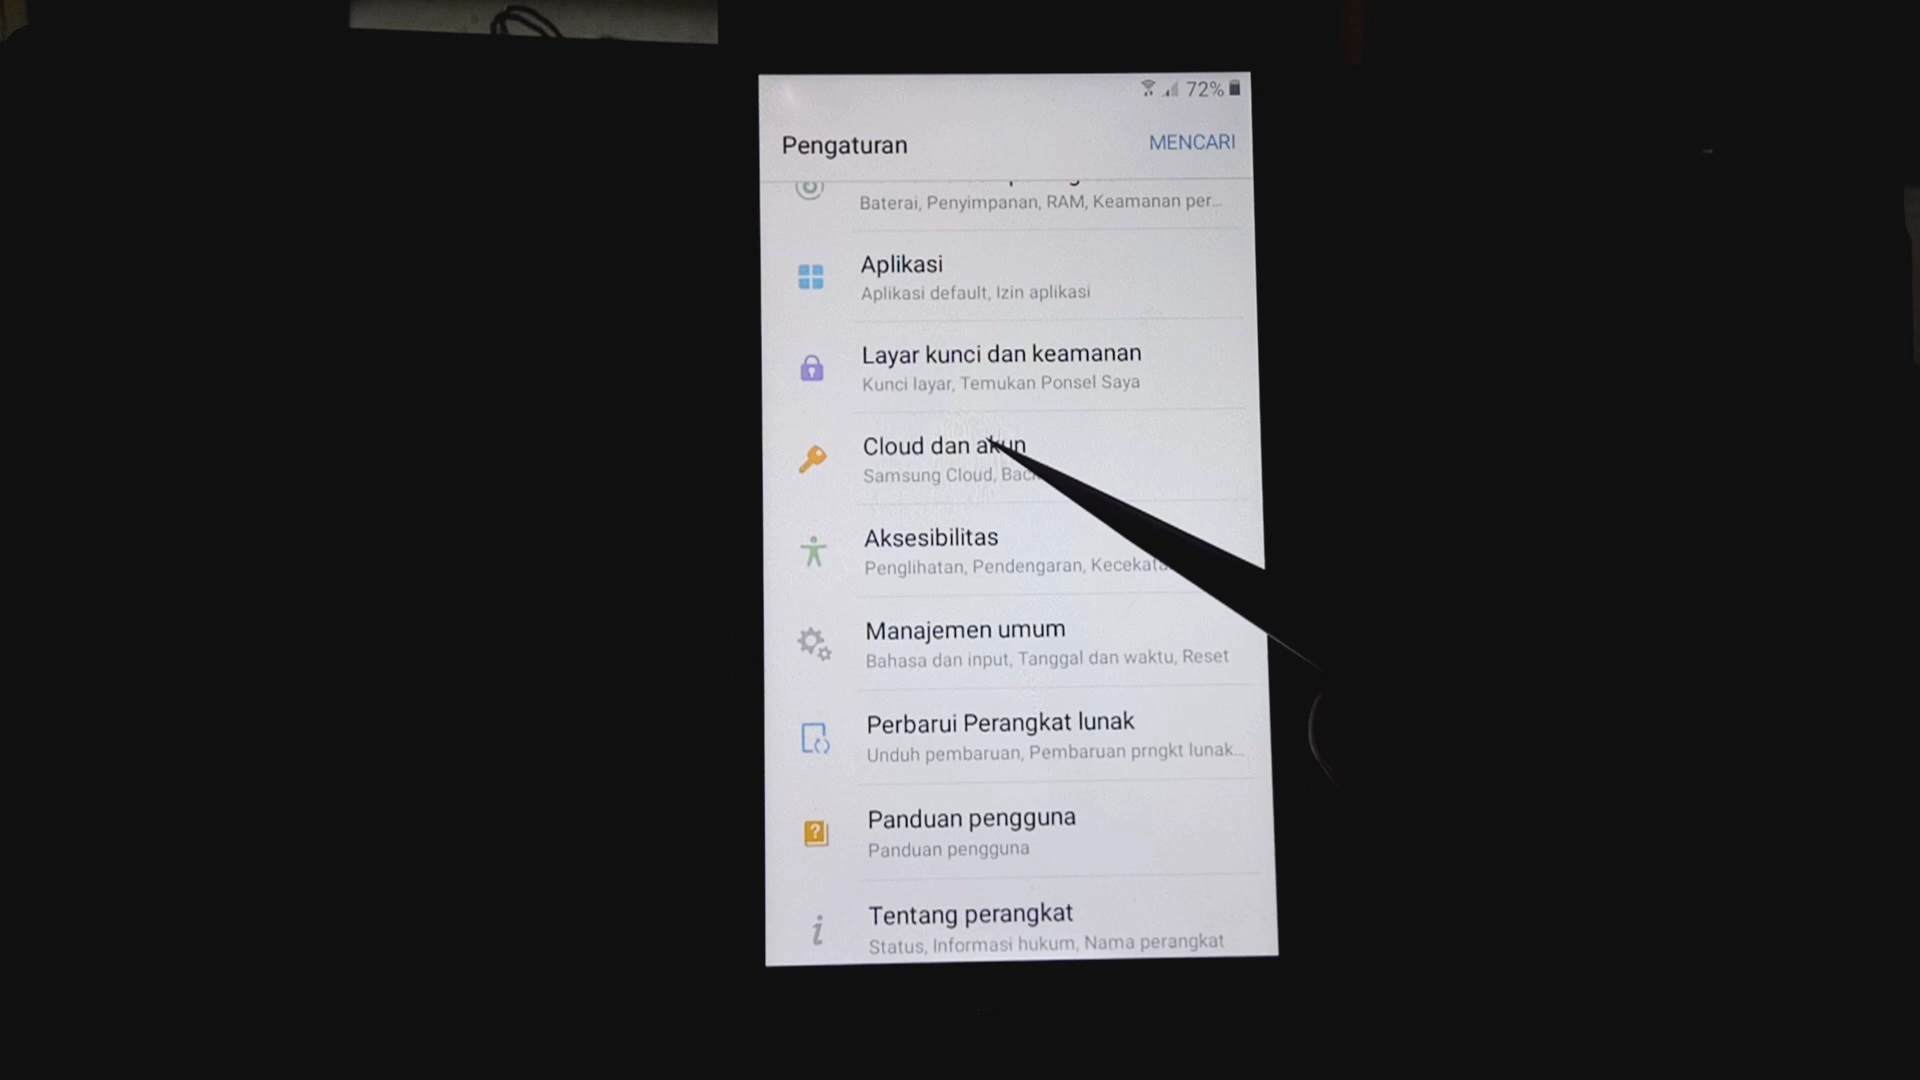 72%
Pengaturan
MENCARI
Baterai, Penyimpanan, RAM, Keamanan per...
Aplikasi
Aplikasi default, Izin aplikasi
Layar kunci dan keamanan
Kunci layar, Temukan Ponsel Saya
Cloud dan akun
Samsung Cloud,
Aksesibilitas
Penglihatan, Pendengaran,
Manajemen umum
Bahasa dan input, Tanggal dan waktu, Reset
Perbarui Perangkat lunak
Unduh pembaruan, Pembaruan prngkt lunak...
Panduan pengguna
Panduan pengguna
Tentang perangkat
Status, Informasi hukum, Nama perangkat